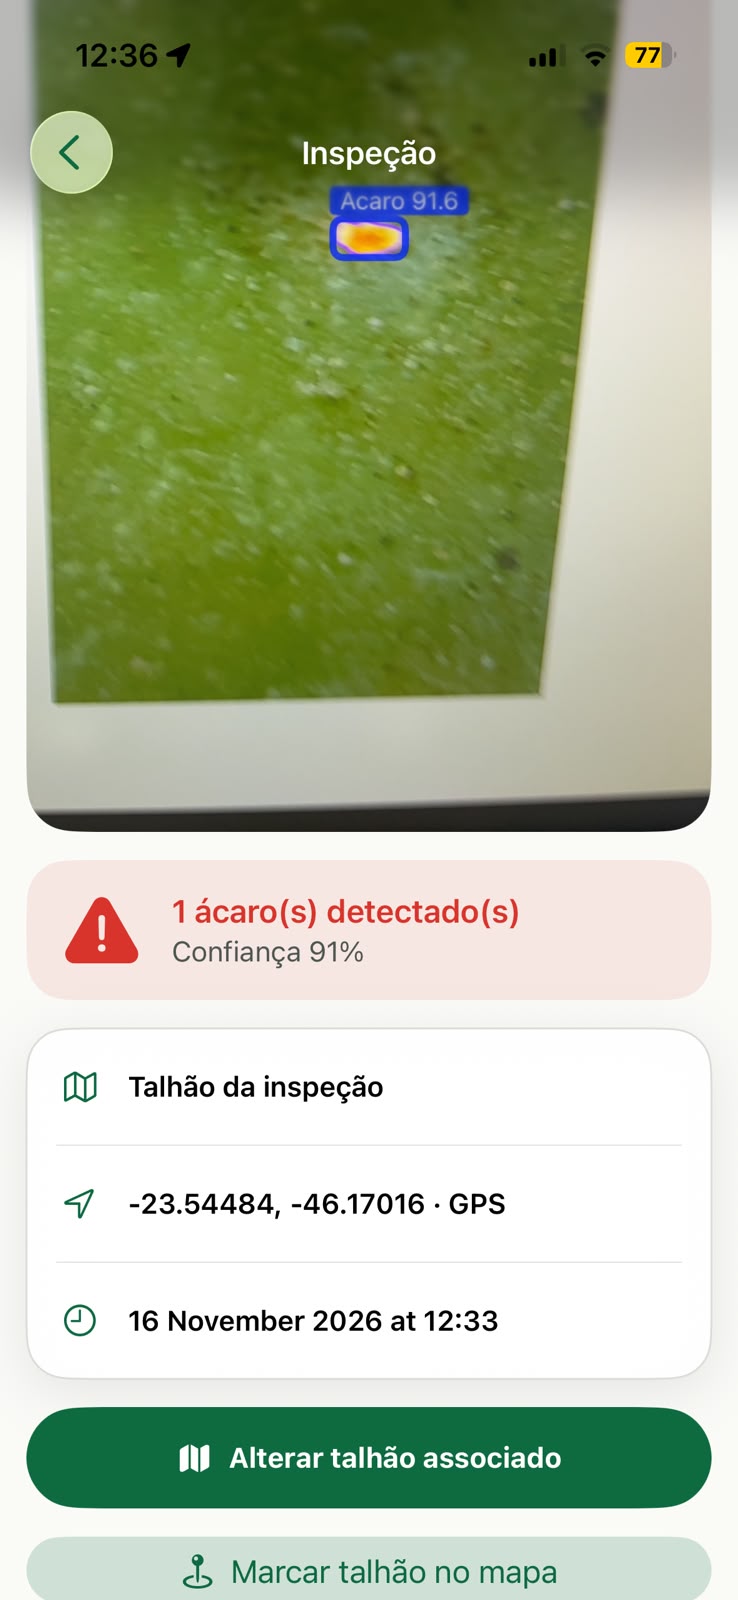 12:36
77
Inspeção
Acaro 91.6
1 ácaro(s) detectado(s)
Confiança 91%
Talhão da inspeção
-23.54484, -46.17016 · GPS
16 November 2026 at 12:33
Alterar talhão associado
Marcar talhão no mapa